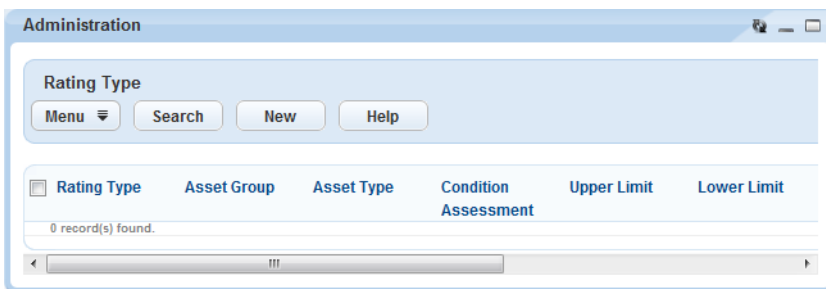 Administration
Rating Type
Menu Search New Help
Rating Type Asset Group Asset Type Condition Assessment Upper Limit Lower Limit
0 record(s) found.